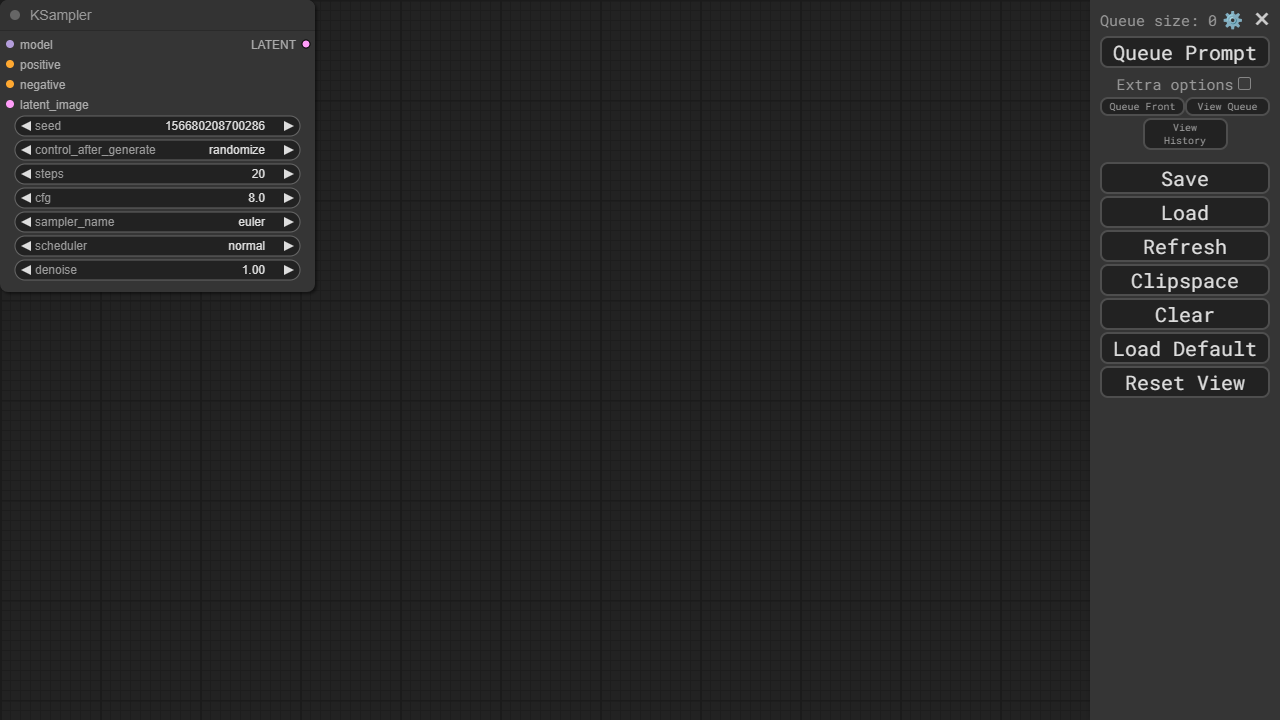 KSampler
model LATENT
positive
negative
latent_image
seed 156680208700286
control_after_generate randomize
steps 20
cfg 8.0
sampler_name euler
scheduler normal
denoise 1.00
Queue size: 0
Queue Prompt
Extra options
Queue Front View Queue
View
History
Save
Load
Refresh
Clipspace
Clear
Load Default
Reset View